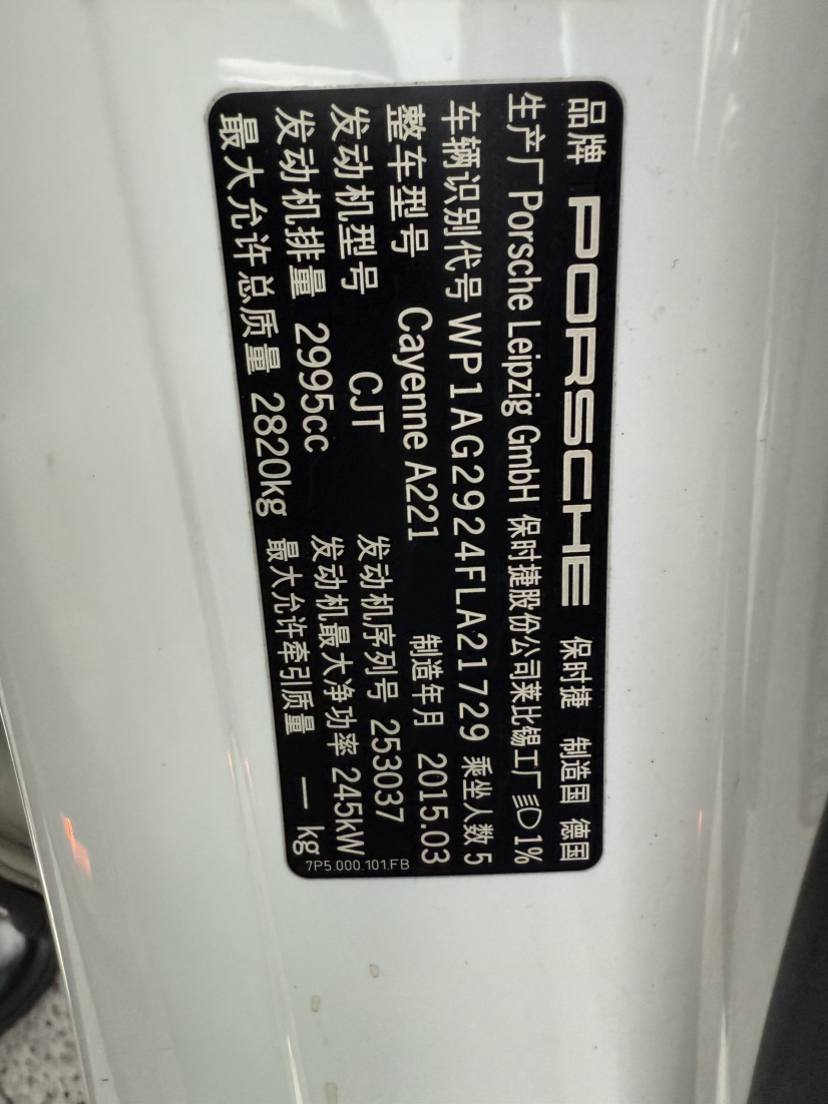 品牌 PORSCHE 保时捷 制造国 德国
生产厂 Porsche Leipzig GmbH 保时捷股份公司莱比锡工厂 1%
车辆识别代号 WP1AG2924FLA21729 乘坐人数 5
整车型号 Cayenne A221 制造年月 2015.03
发动机型号 CJT 发动机序列号 253037
发动机排量 2995cc 发动机最大净功率 245kW
最大允许总质量 2820kg 最大允许牵引质量 — kg
7P5.000.101.FB